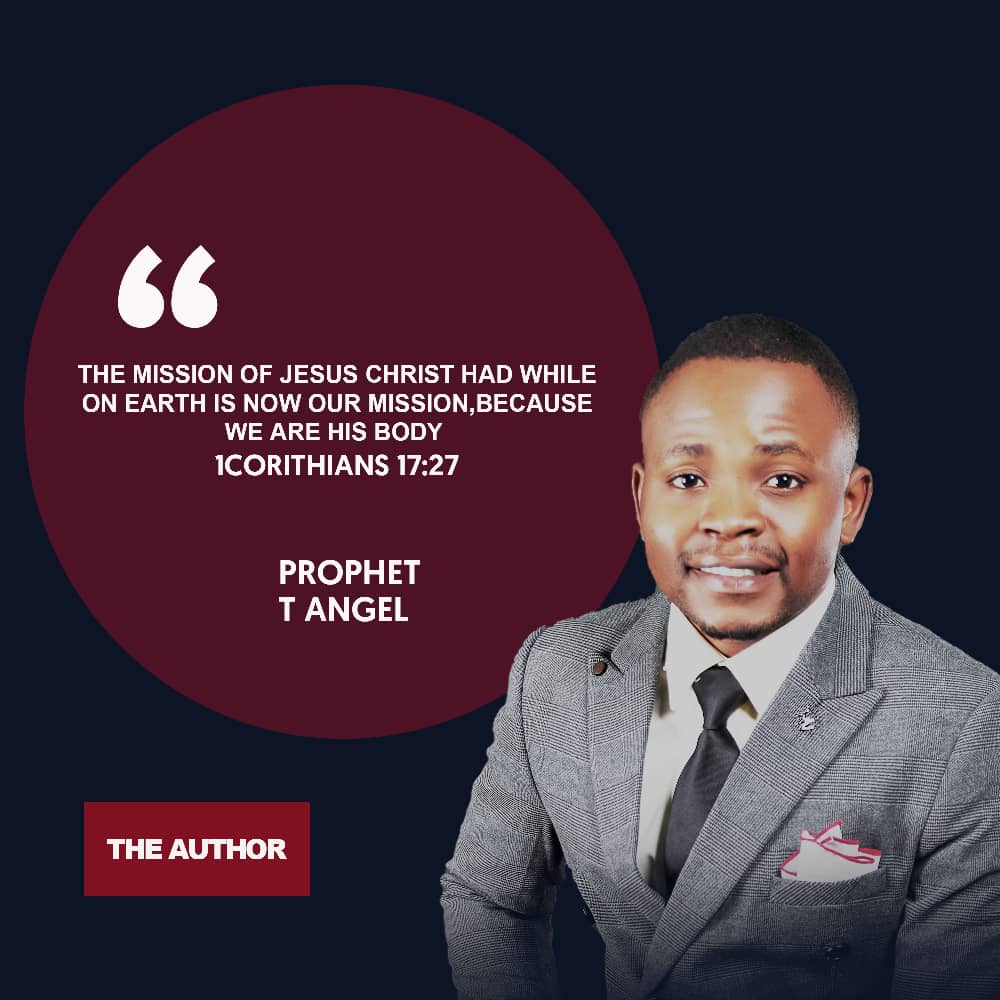 “
THE MISSION OF JESUS CHRIST HAD WHILE
ON EARTH IS NOW OUR MISSION,BECAUSE
WE ARE HIS BODY
1CORITHIANS 17:27
PROPHET
T ANGEL
THE AUTHOR